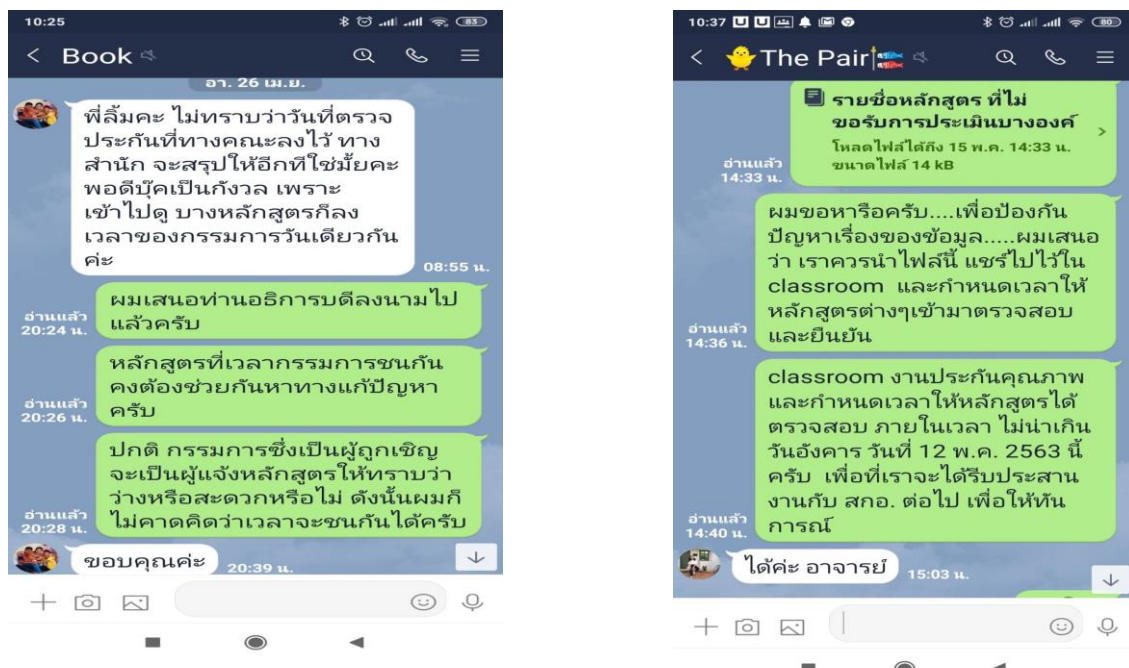 10:25
83
Book
อา. 26 เม.ย.
พี่ลิ้มคะ ไม่ทราบว่าวันที่ตรวจ
ประกันที่ทางคณะลงไว้ ทาง
สำนัก จะสรุปให้อีกทีใช่มั้ยคะ
พอดีบุ๊คเป็นกังวล เพราะ
เข้าไปดู บางหลักสูตรก็ลง
เวลาของกรรมการวันเดียวกัน
ค่ะ
08:55 น.
ผมเสนอท่านอธิการบดีลงนามไป
แล้วครับ
อ่านแล้ว
20:24 น.
หลักสูตรที่เวลากรรมการชนกัน
คงต้องช่วยกันหาทางแก้ปัญหา
ครับ
อ่านแล้ว
20:26 น.
ปกติ กรรมการซึ่งเป็นผู้ถูกเชิญ
จะเป็นผู้แจ้งหลักสูตรให้ทราบว่า
ว่างหรือสะดวกหรือไม่ ดังนั้นผมก็
ไม่คาดคิดว่าเวลาจะชนกันได้ครับ
อ่านแล้ว
20:28 น.
ขอบคุณค่ะ
20:39 น.
10:37
80
The Pair
รายชื่อหลักสูตร ที่ไม่
ขอรับการประเมินบางองค์
โหลดไฟล์ได้ถึง 15 พ.ค. 14:33 น.
ขนาดไฟล์ 14 kB
อ่านแล้ว
14:33 น.
ผมขอหารือครับ....เพื่อป้องกัน
ปัญหาเรื่องของข้อมูล.....ผมเสนอ
ว่า เราควรนำไฟล์นี้ แชร์ไปไว้ใน
classroom และกำหนดเวลาให้
หลักสูตรต่างๆเข้ามาตรวจสอบ
และยืนยัน
อ่านแล้ว
14:36 น.
classroom งานประกันคุณภาพ
และกำหนดเวลาให้หลักสูตรได้
ตรวจสอบ ภายในเวลา ไม่น่าเกิน
วันอังคาร วันที่ 12 พ.ค. 2563 นี้
ครับ เพื่อที่เราจะได้รีบประสาน
งานกับ สกอ. ต่อไป เพื่อให้ทัน
การณ์
อ่านแล้ว
14:40 น.
ได้ค่ะ อาจารย์
15:03 น.